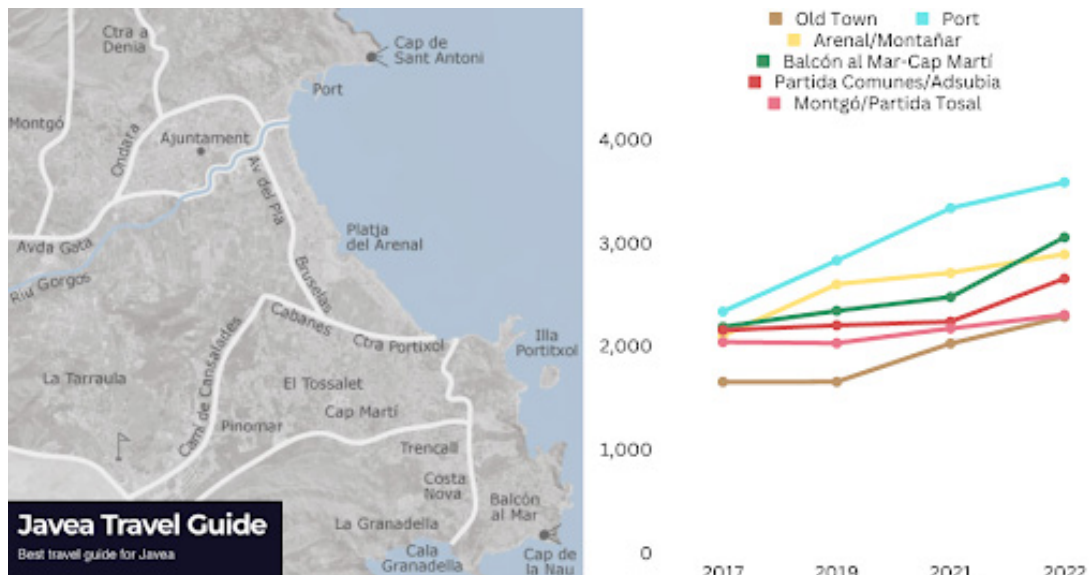 Ctra a
Denia
Cap de
Sant Antoni
Port
Montgó
Ondara
Ajuntament
Av del Pla
Platja
del Arenal
Avda Gata
Riu Gorgos
Bruselas
Cabanes
Ctra Portixol
Illa
Portitxol
La Tarraula
Camí de Cansalades
El Tossalet
Cap Martí
Pinomar
Trencall
Costa
Nova
Balcón
al Mar
La Granadella
Cala
Granadella
Cap de
la Nau
Javea Travel Guide
Best travel guide for Javea
Old Town
Port
Arenal/Montañar
Balcón al Mar-Cap Martí
Partida Comunes/Adsubia
Montgó/Partida Tosal
4,000
3,000
2,000
1,000
0
2017 2019 2021 2022